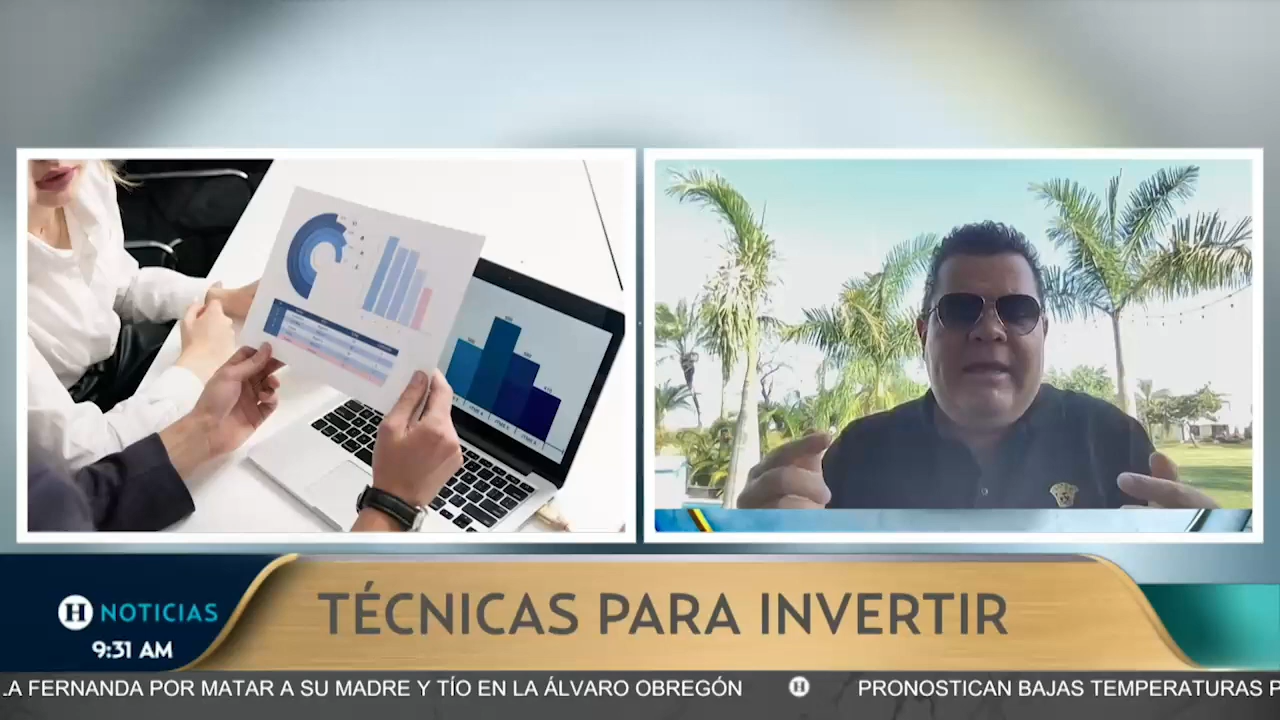 TÉCNICAS PARA INVERTIR
H NOTICIAS
9:31 AM
LA FERNANDA POR MATAR A SU MADRE Y TÍO EN LA ÁLVARO OBREGÓN H PRONOSTICAN BAJAS TEMPERATURAS P